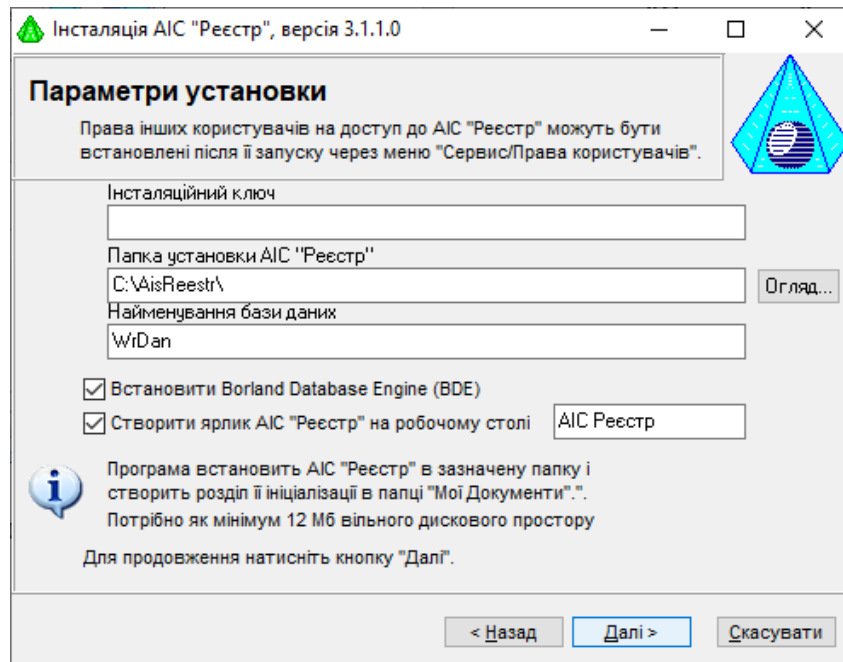 Інсталяція АІС "Реєстр", версія 3.1.1.0
Параметри установки
Права інших користувачів на доступ до АІС "Реєстр" можуть бути
встановлені після її запуску через меню "Сервис/Права користувачів".
Інсталяційний ключ
Папка установки АІС "Реєстр"
C:\AisReestr\
Огляд...
Найменування бази даних
WrDan
Встановити Borland Database Engine (BDE)
Створити ярлик АІС "Реєстр" на робочому столі
АІС Реєстр
Програма встановить АІС "Реєстр" в зазначену папку і
створить розділ її ініціалізації в папці "Мої Документи".".
Потрібно як мінімум 12 Мб вільного дискового простору
Для продовження натисніть кнопку "Далі".
< Назад
Далі >
Скасувати